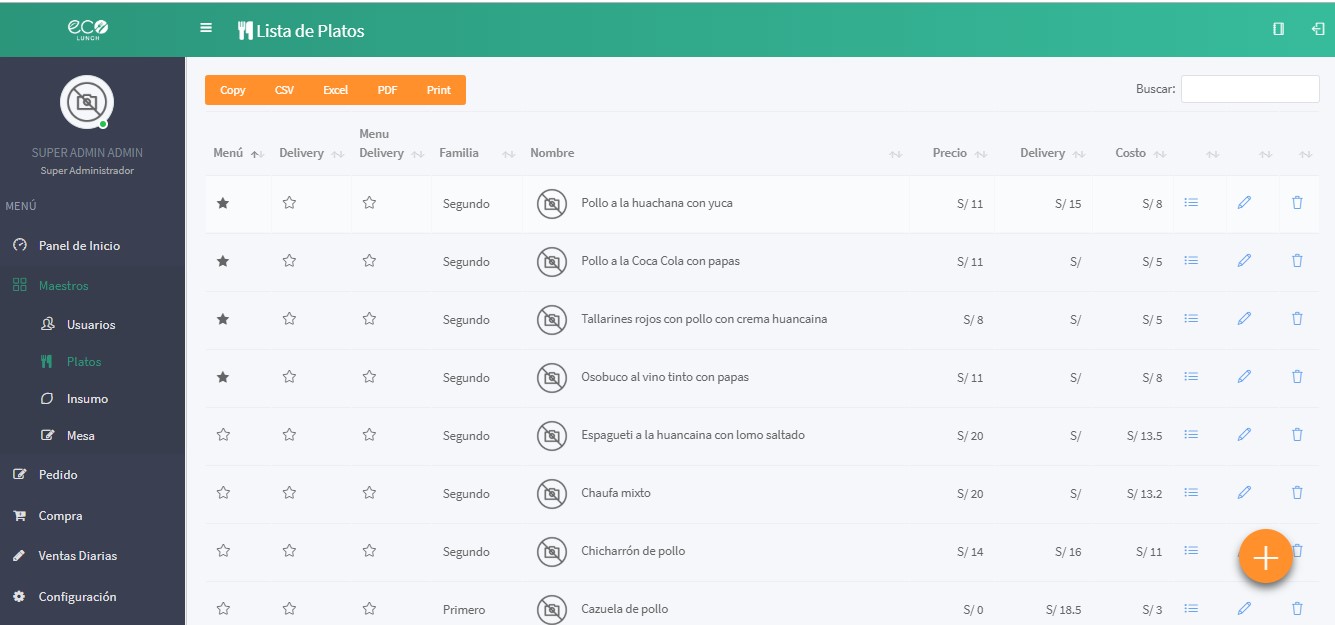 eco
LUNCH
Lista de Platos
SUPER ADMIN ADMIN
Super Administrador
MENÚ
Panel de Inicio
Maestros
Usuarios
Platos
Insumo
Mesa
Pedido
Compra
Ventas Diarias
Configuración
Copy CSV Excel PDF Print
Buscar:
Menú Delivery Menu Delivery Familia Nombre Precio Delivery Costo
Segundo Pollo a la huachana con yuca S/ 11 S/ 15 S/ 8
Segundo Pollo a la Coca Cola con papas S/ 11 S/ S/ 5
Segundo Tallarines rojos con pollo con crema huancaina S/ 8 S/ S/ 5
Segundo Osobuco al vino tinto con papas S/ 11 S/ S/ 8
Segundo Espagueti a la huancaina con lomo saltado S/ 20 S/ S/ 13.5
Segundo Chaufa mixto S/ 20 S/ S/ 13.2
Segundo Chicharrón de pollo S/ 14 S/ 16 S/ 11
Primero Cazuela de pollo S/ 0 S/ 18.5 S/ 3